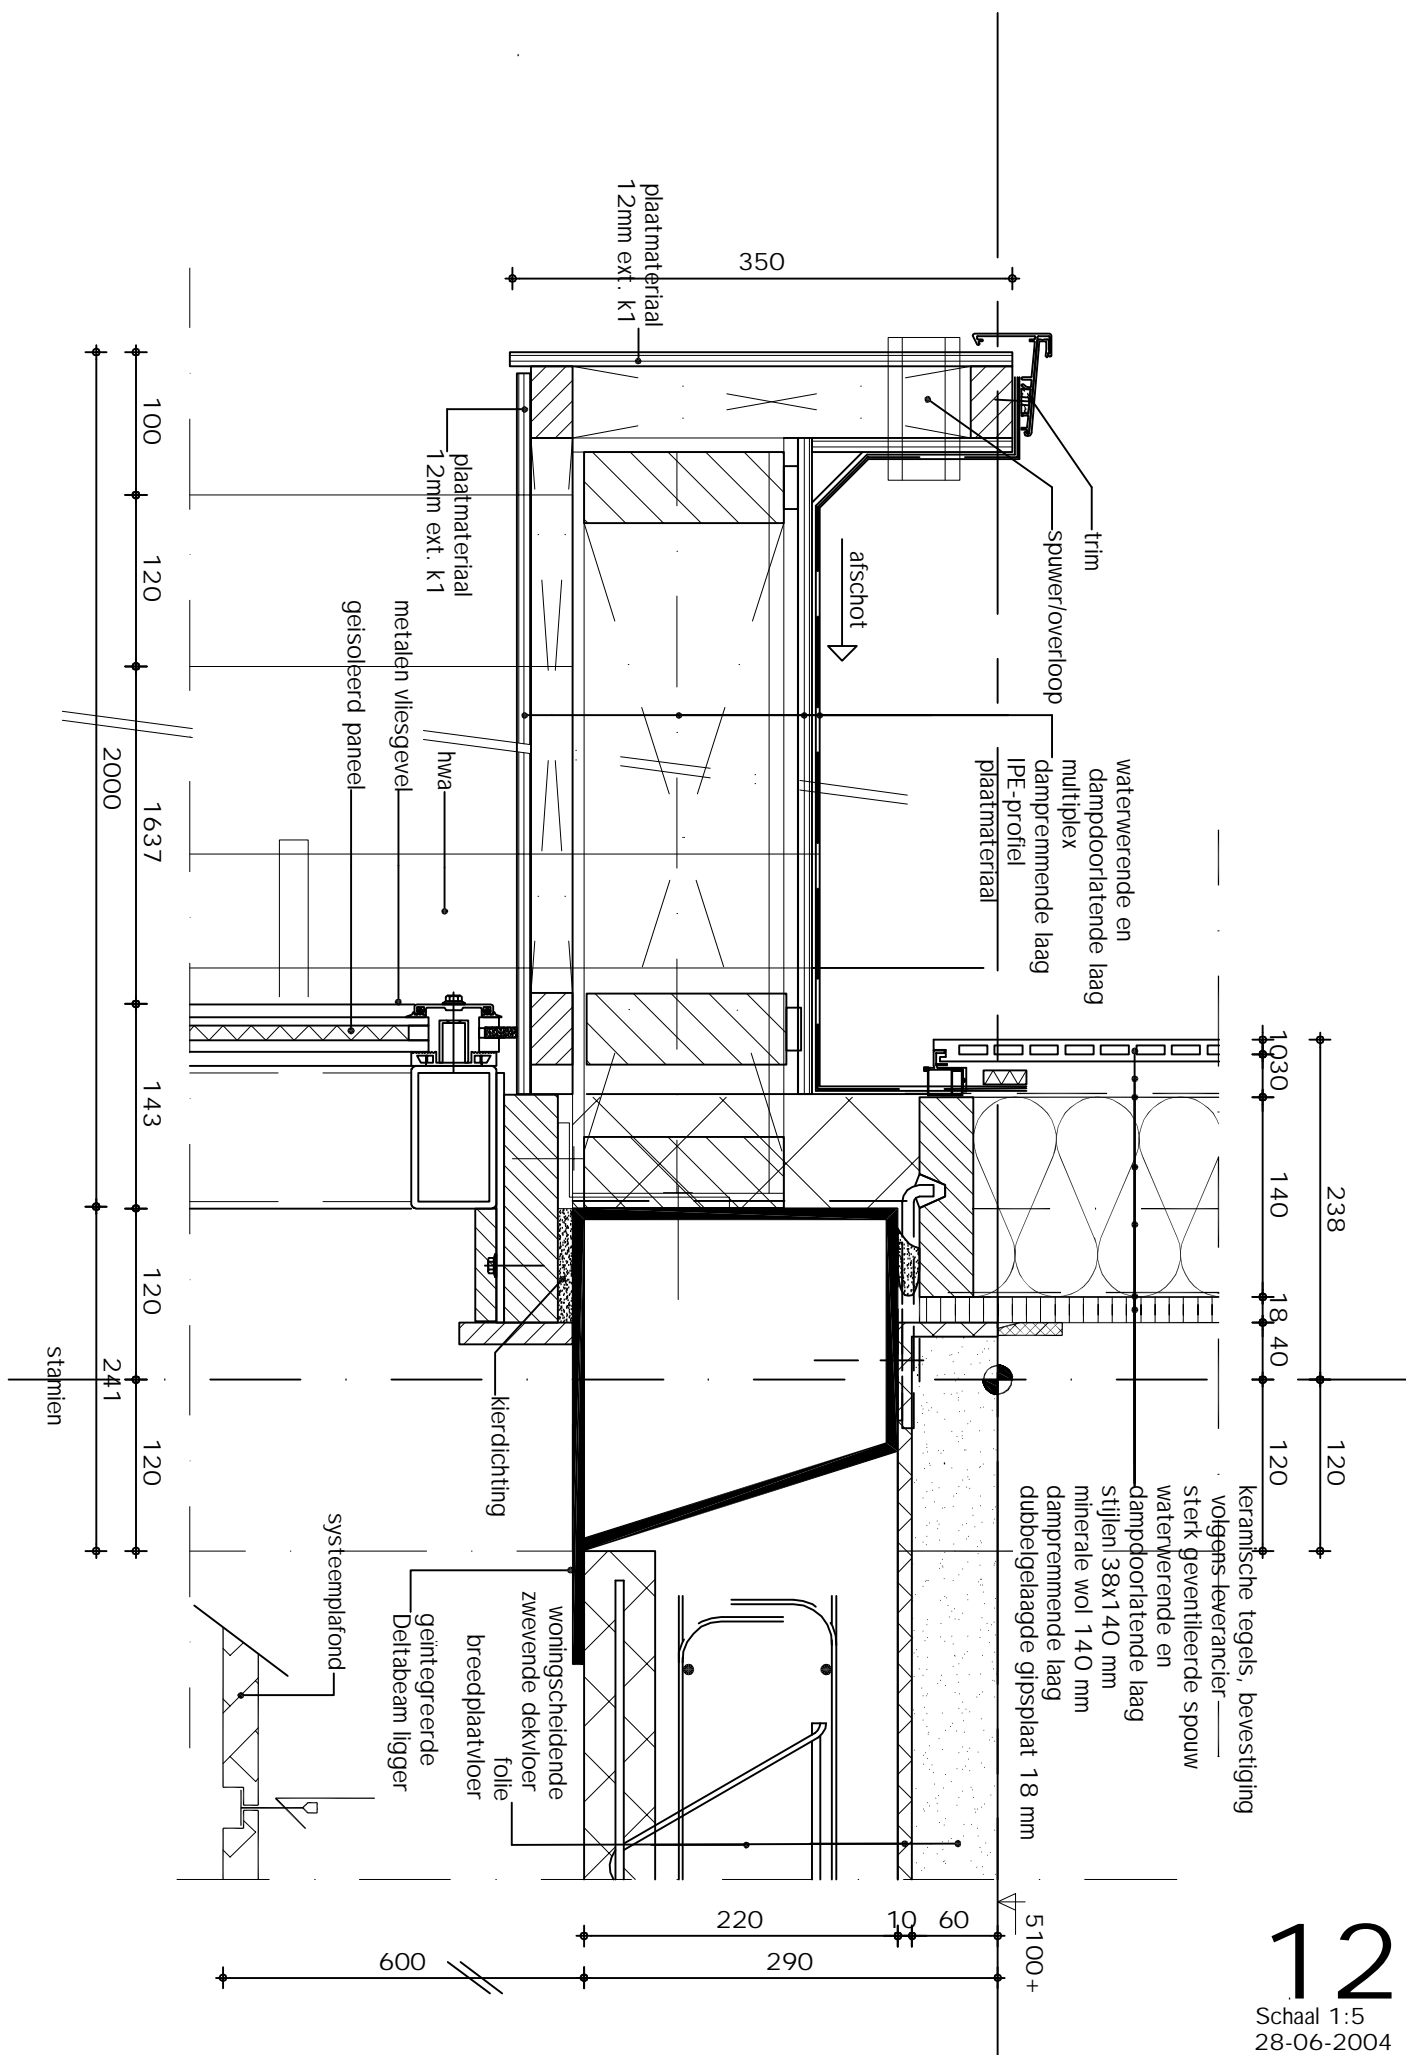 350
plaatmateriaal
12mm ext. k1
trim
spuwer/overloop
afschot
plaatmateriaal
12mm ext. k1
metalen vliesgevel
geisoleerd paneel
hwa
waterwerende en
dampdoorlatende laag
multiplex
dampremmende laag
IPE-profiel
plaatmateriaal
100
120
1637
143
120
120
2000
241
stamien
1030
140
18
40
120
238
120
keramische tegels, bevestiging
volgens leverancier
sterk geventileerde spouw
waterwerende en
dampdoorlatende laag
stijlen 38x140 mm
minerale wol 140 mm
dampremmende laag
dubbelgelaagde gipsplaat 18 mm
kierdichting
systeemplafond
geïntegreerde
Deltabeam ligger
woningscheidende
zwevende dekvloer
folie
breedplaatvloer
5100+
220
10
60
600
290
12
Schaal 1:5
28-06-2004